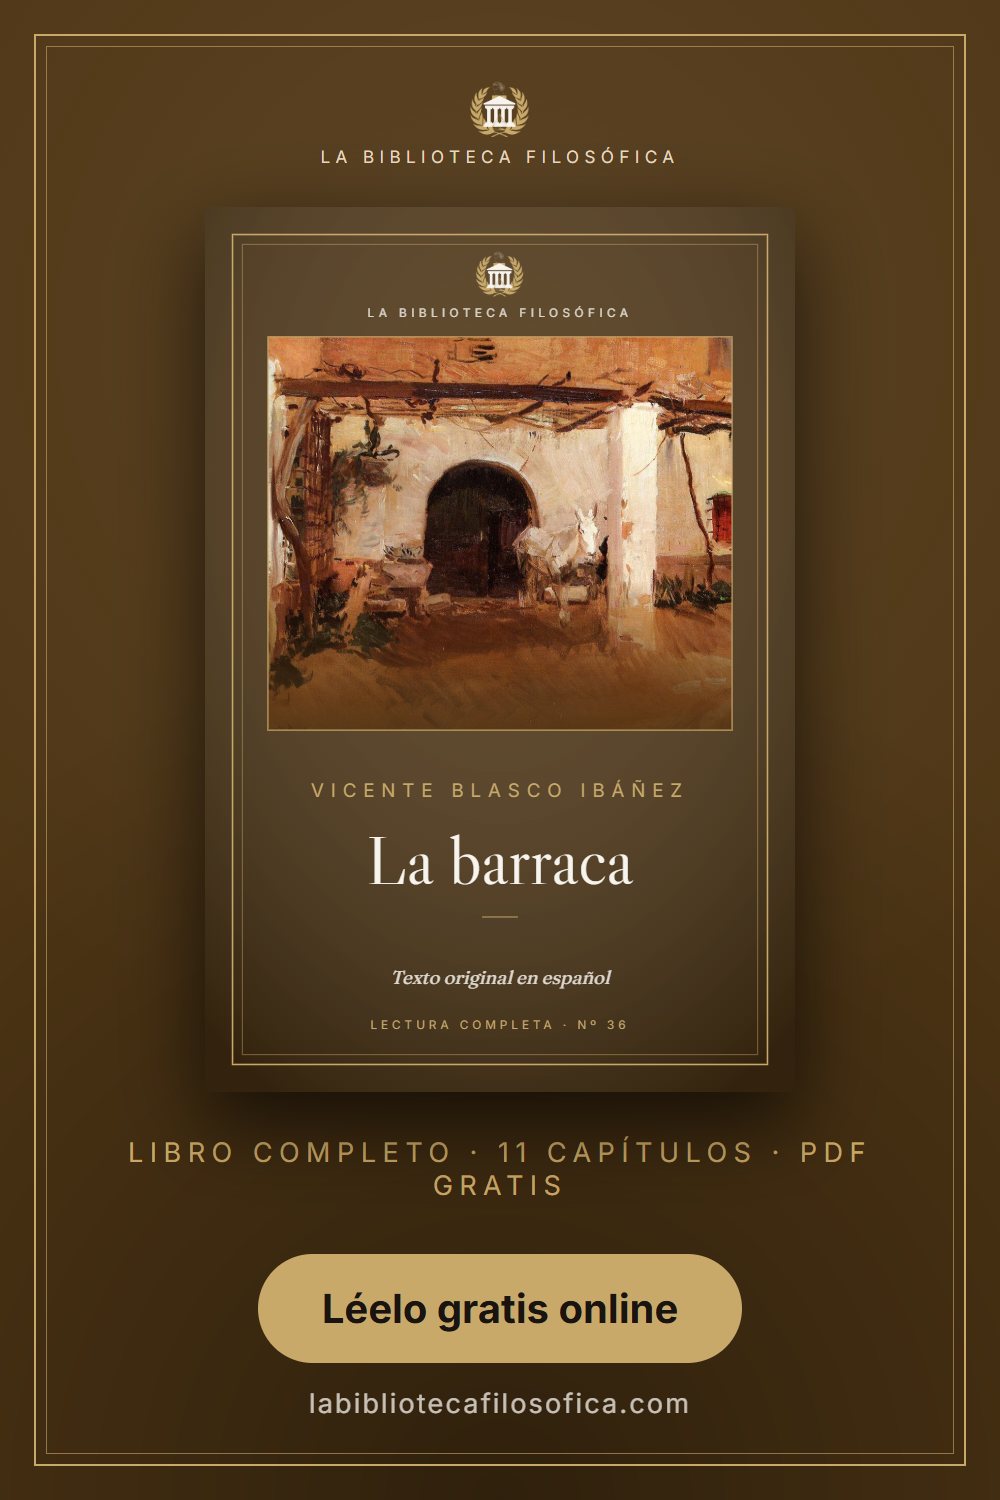 LA BIBLIOTECA FILOSÓFICA
LA BIBLIOTECA FILOSÓFICA
VICENTE BLASCO IBÁÑEZ
La barraca
Texto original en español
LECTURA COMPLETA · Nº 36
LIBRO COMPLETO · 11 CAPÍTULOS · PDF
GRATIS
Léelo gratis online
labibliotecafilosofica.com